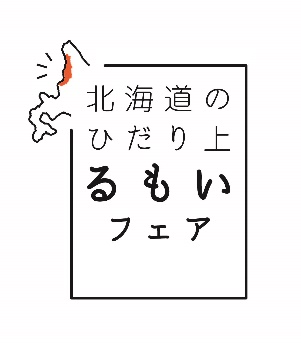 北海道の
ひだり上
るもい
フェア